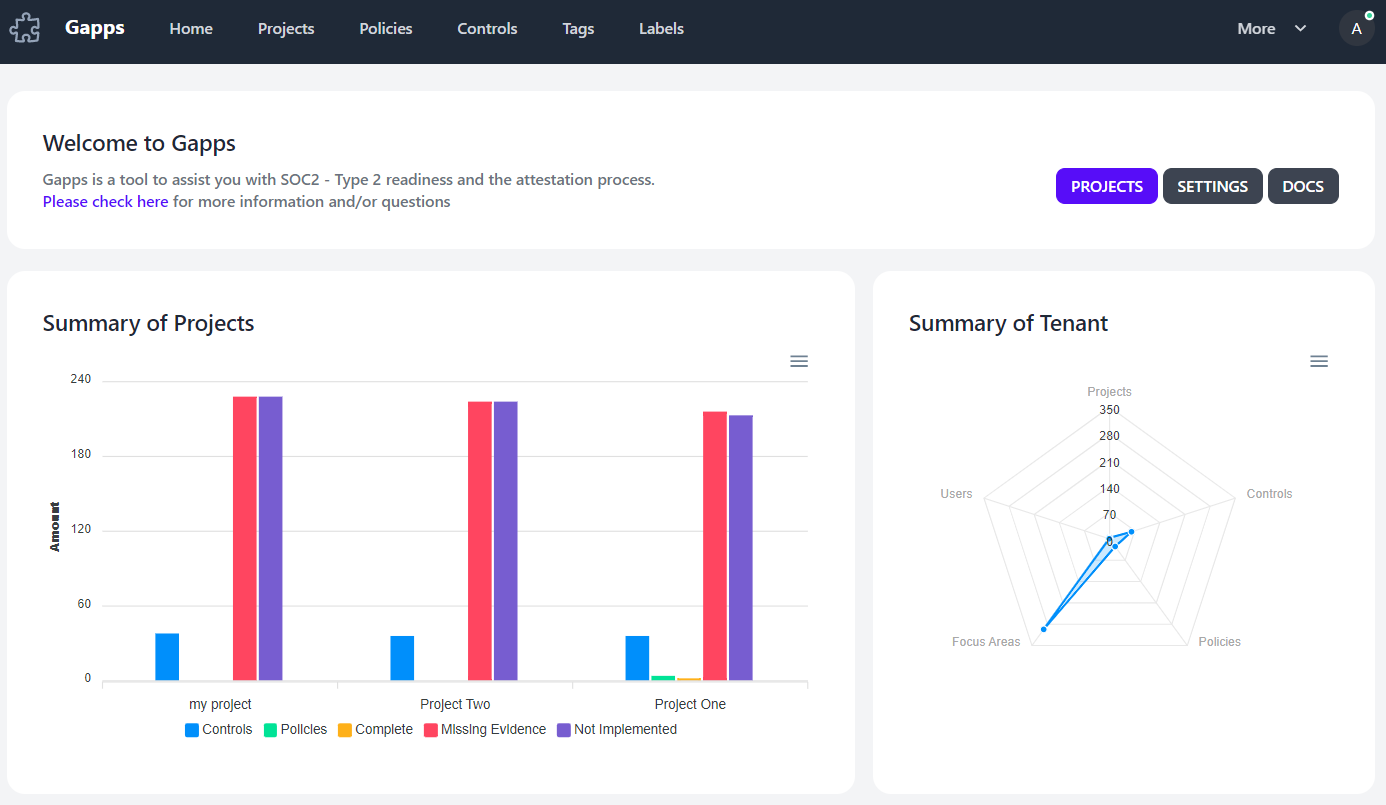 Gapps Home Projects Policies Controls Tags Labels More A
Welcome to Gapps
Gapps is a tool to assist you with SOC2 - Type 2 readiness and the attestation process.
Please check here for more information and/or questions
PROJECTS SETTINGS DOCS
Summary of Projects
240
180
120
60
0
Amount
my project Project Two Project One
Controls Policies Complete Missing Evidence Not Implemented
Summary of Tenant
Projects
350
280
210
140
70
0
Users Controls
Focus Areas Policies